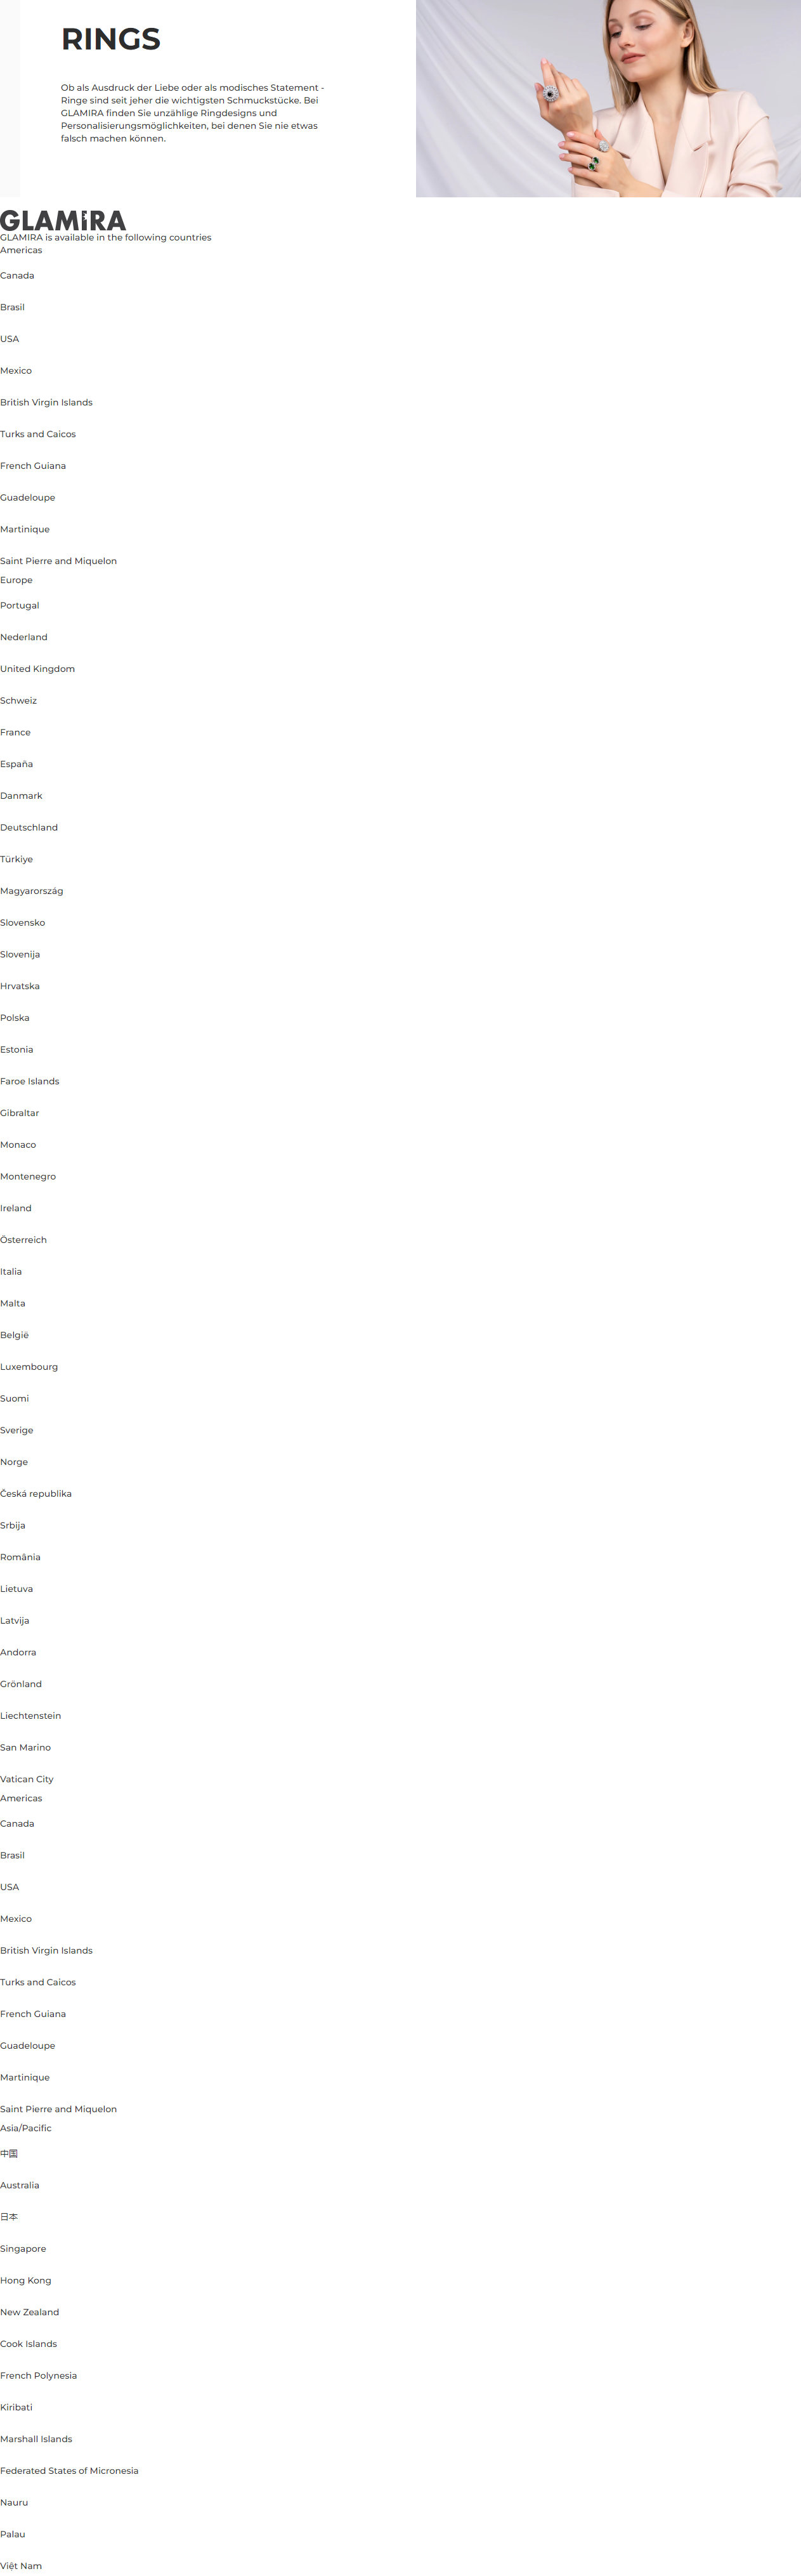 RINGS
Ob als Ausdruck der Liebe oder als modisches Statement -
Ringe sind seit jeher die wichtigsten Schmuckstücke. Bei
GLAMIRA finden Sie unzählige Ringdesigns und
Personalisierungsmöglichkeiten, bei denen Sie nie etwas
falsch machen können.
GLAMIRA
GLAMIRA is available in the following countries
Americas
Canada
Brasil
USA
Mexico
British Virgin Islands
Turks and Caicos
French Guiana
Guadeloupe
Martinique
Saint Pierre and Miquelon
Europe
Portugal
Nederland
United Kingdom
Schweiz
France
España
Danmark
Deutschland
Türkiye
Magyarország
Slovensko
Slovenija
Hrvatska
Polska
Estonia
Faroe Islands
Gibraltar
Monaco
Montenegro
Ireland
Österreich
Italia
Malta
België
Luxembourg
Suomi
Sverige
Norge
Česká republika
Srbija
România
Lietuva
Latvija
Andorra
Grönland
Liechtenstein
San Marino
Vatican City
Americas
Canada
Brasil
USA
Mexico
British Virgin Islands
Turks and Caicos
French Guiana
Guadeloupe
Martinique
Saint Pierre and Miquelon
Asia/Pacific
中国
Australia
日本
Singapore
Hong Kong
New Zealand
Cook Islands
French Polynesia
Kiribati
Marshall Islands
Federated States of Micronesia
Nauru
Palau
Việt Nam